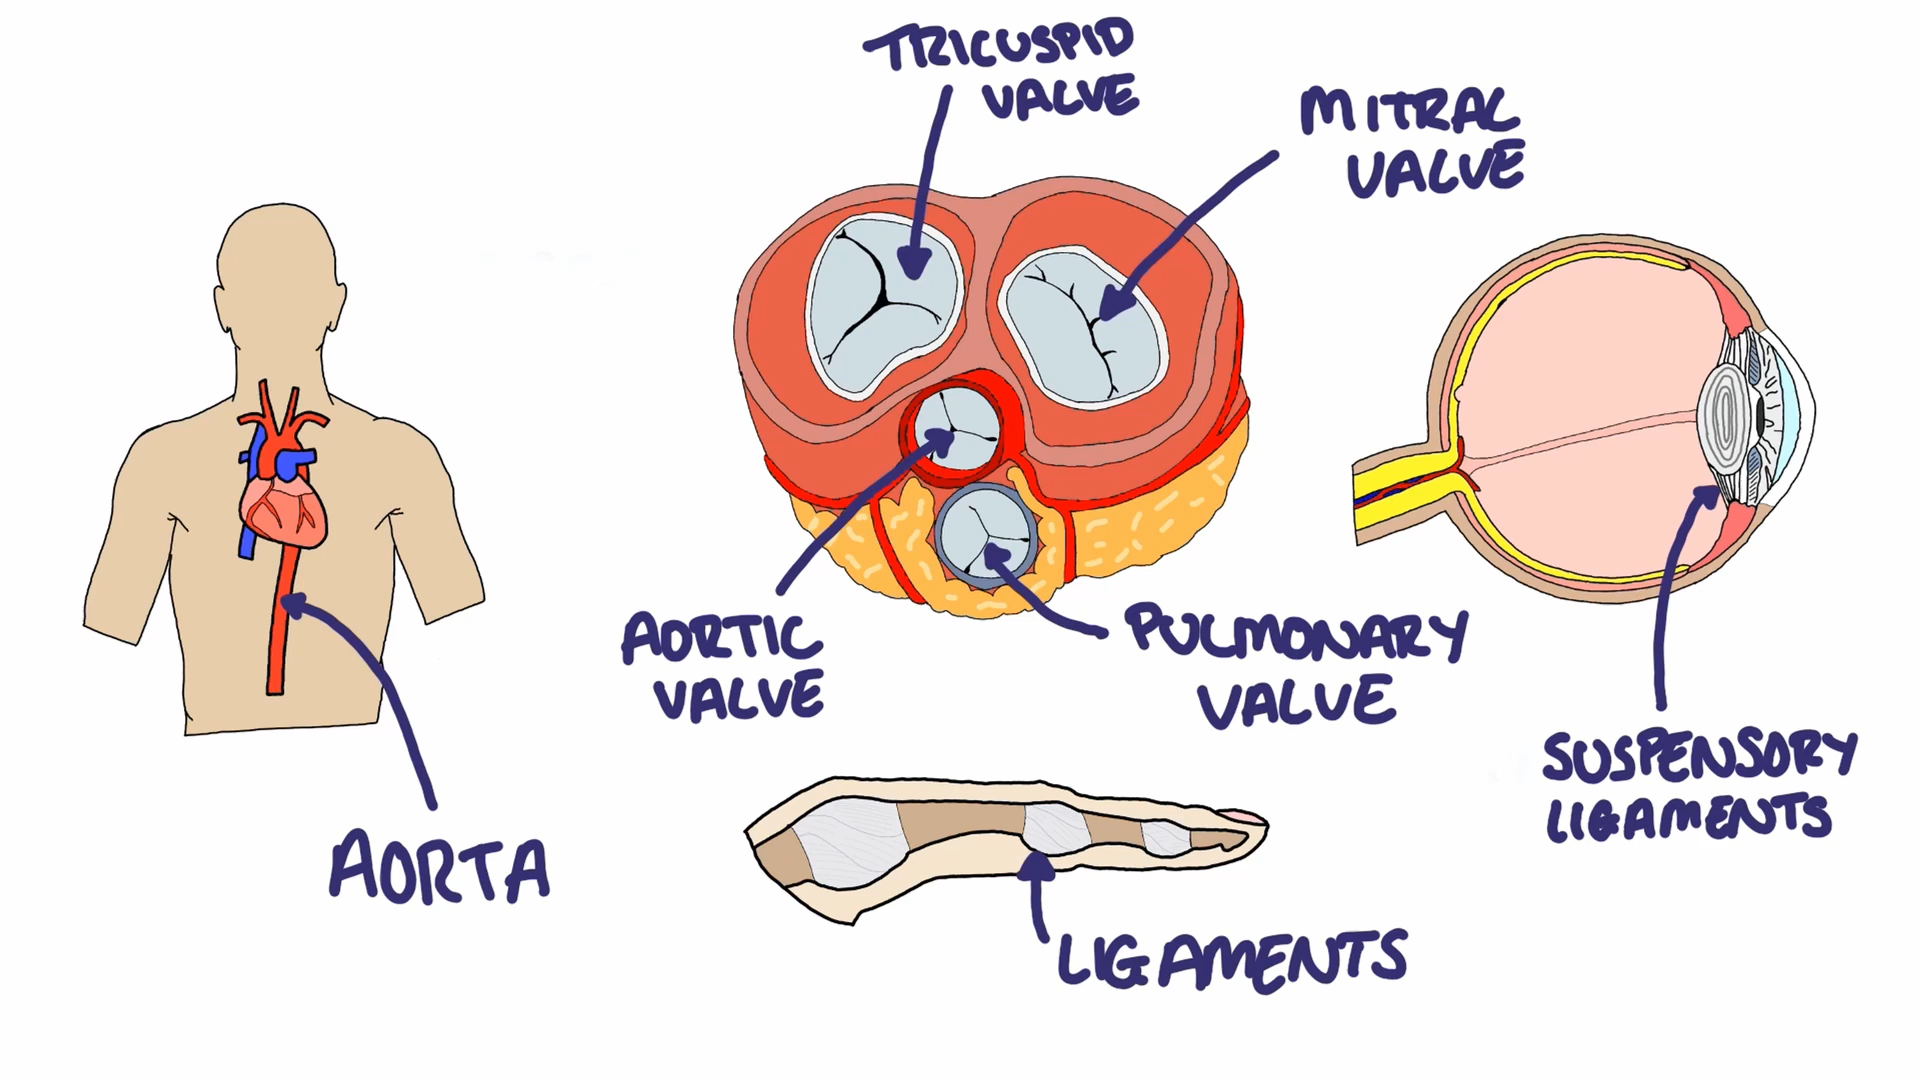 TRICUSPID
VALVE
MITRAL
VALVE
AORTIC
VALVE
PULMONARY
VALVE
SUSPENSORY
LIGAMENTS
AORTA
LIGAMENTS